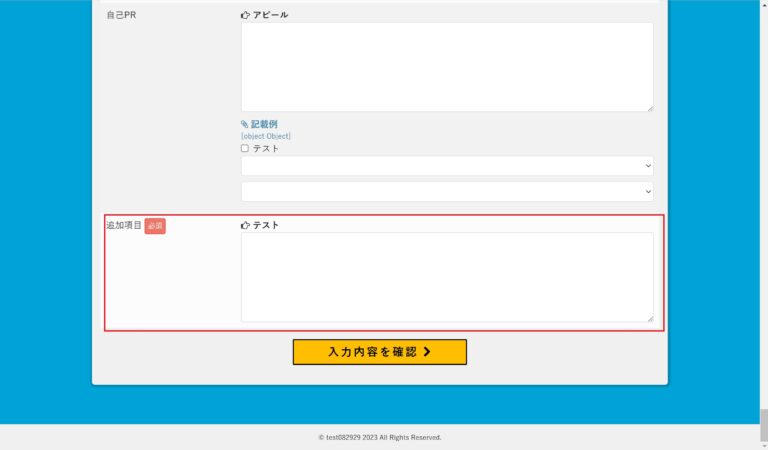 自己PR
アピール
記載例
[object Object]
テスト
追加項目 必須
テスト
入力内容を確認
© test082929 2023 All Rights Reserved.